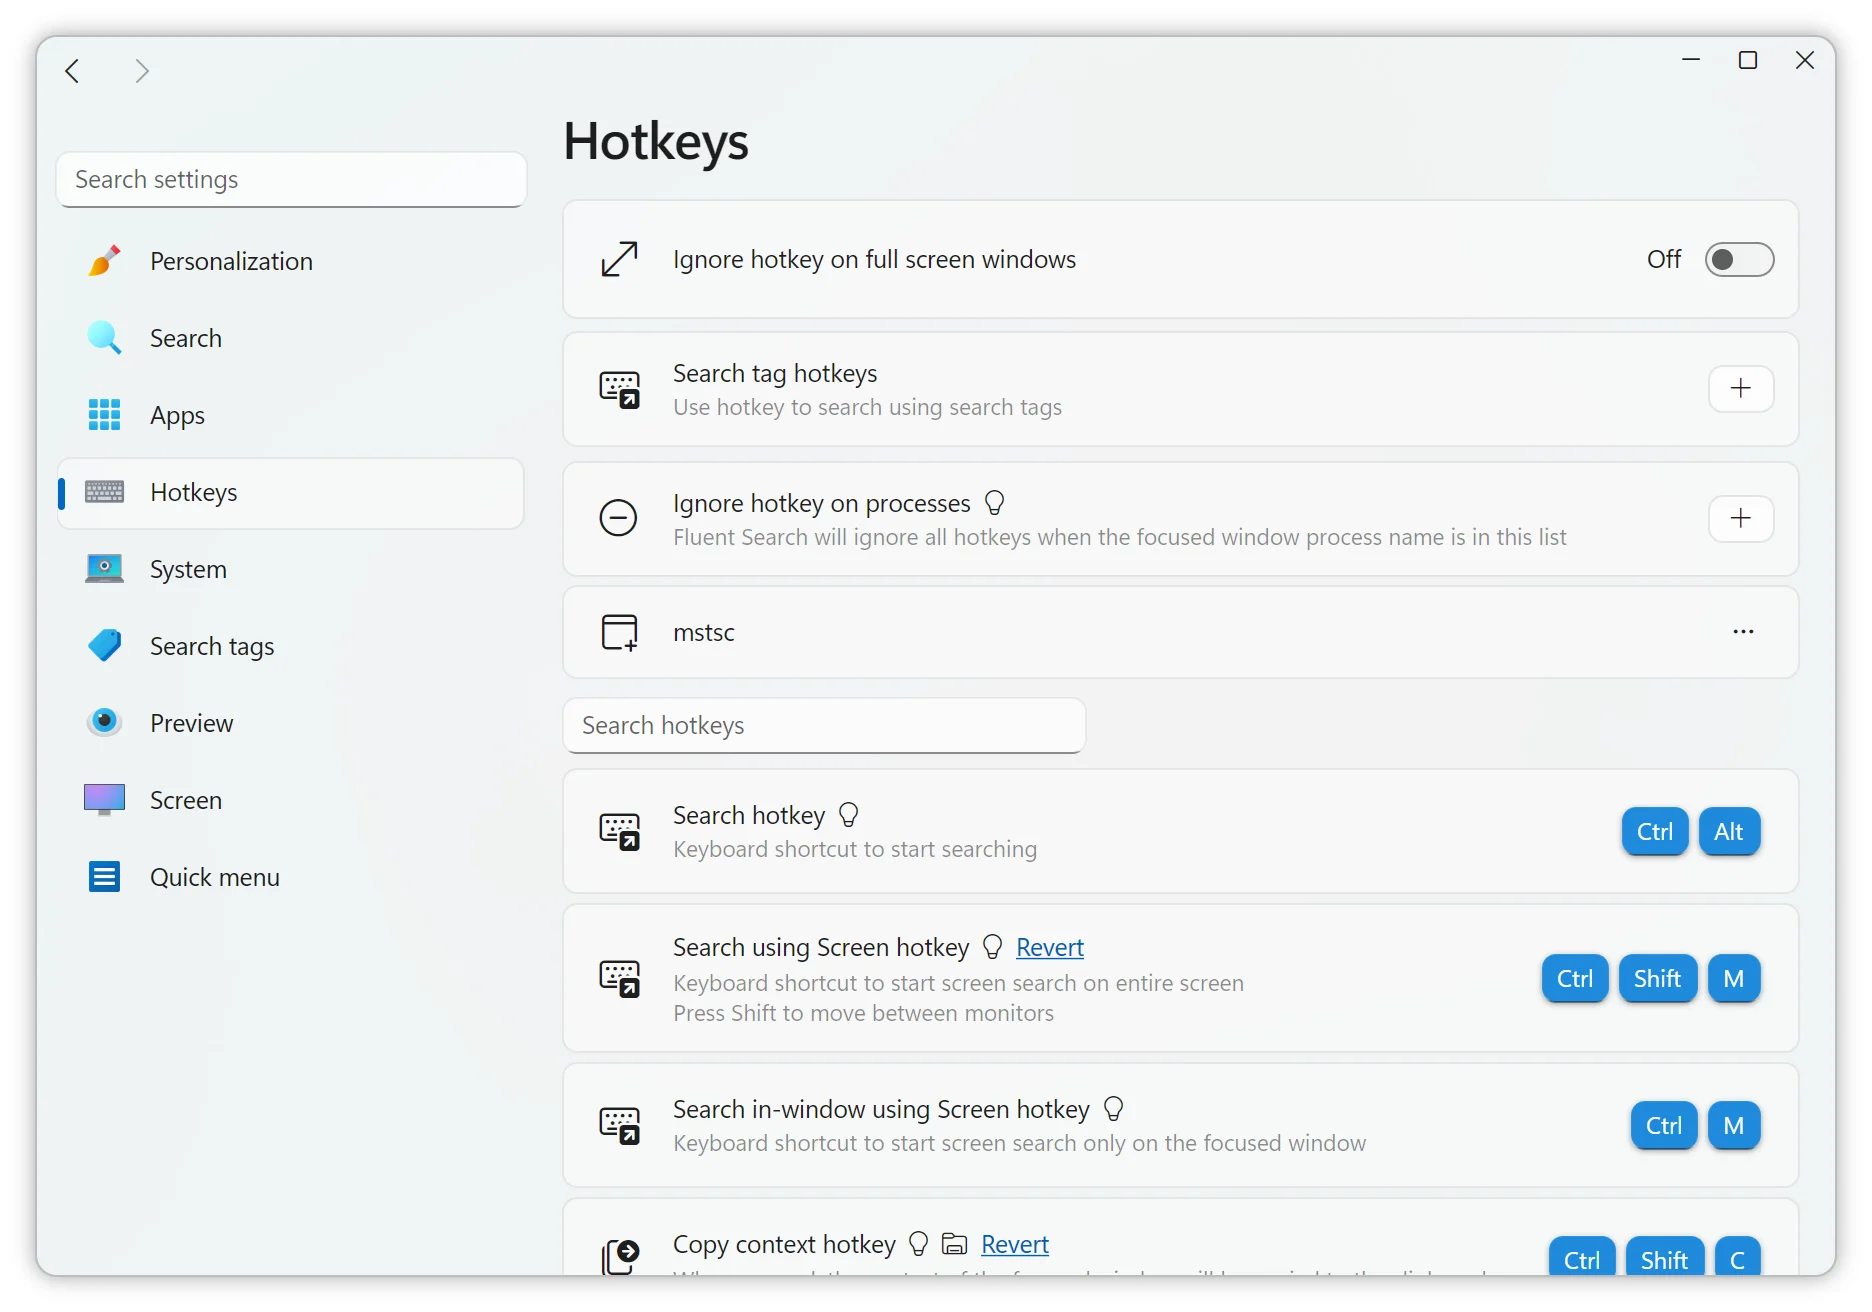 Hotkeys
Search settings
Personalization
Search
Apps
Hotkeys
System
Search tags
Preview
Screen
Quick menu
Ignore hotkey on full screen windows
Off
Search tag hotkeys
Use hotkey to search using search tags
Ignore hotkey on processes
Fluent Search will ignore all hotkeys when the focused window process name is in this list
mstsc
Search hotkeys
Search hotkey
Keyboard shortcut to start searching
Ctrl Alt
Search using Screen hotkey Revert
Keyboard shortcut to start screen search on entire screen
Press Shift to move between monitors
Ctrl Shift M
Search in-window using Screen hotkey
Keyboard shortcut to start screen search only on the focused window
Ctrl M
Copy context hotkey Revert
Ctrl Shift C